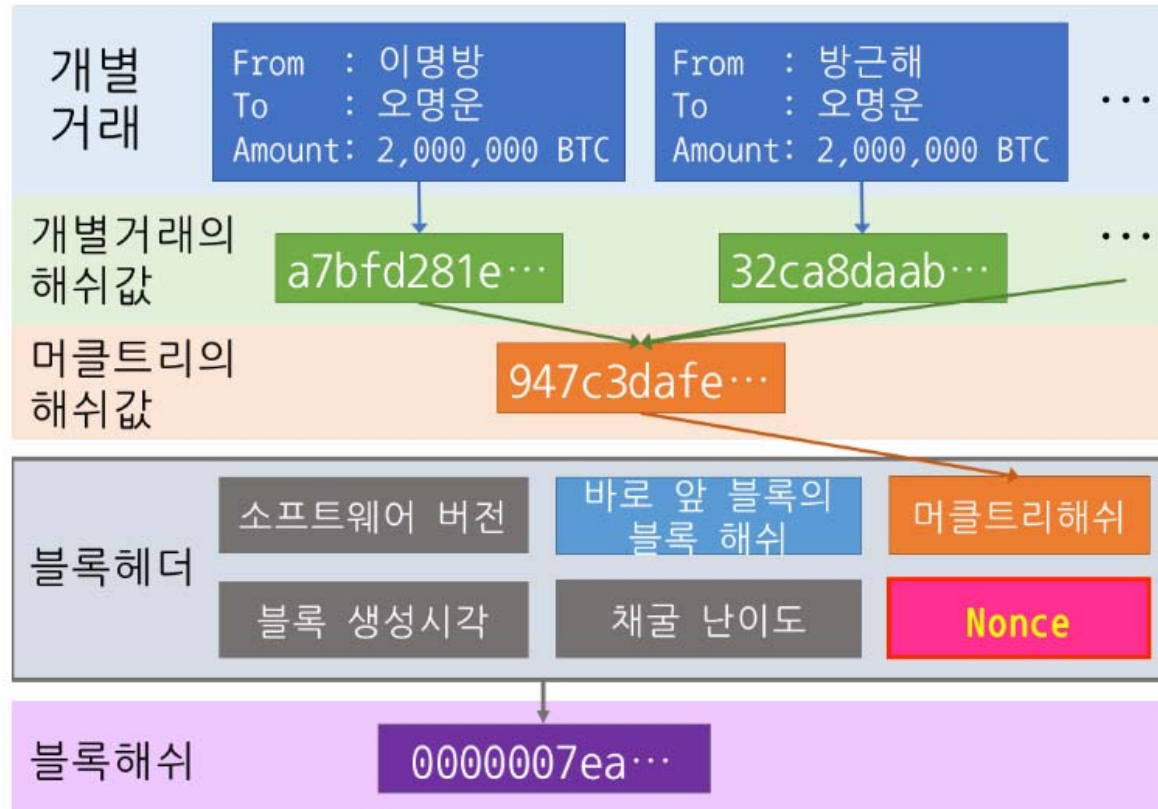 개별
거래
From : 이명방
To : 오명운
Amount: 2,000,000 BTC
From : 방근해
To : 오명운
Amount: 2,000,000 BTC
...
개별거래의
해쉬값
a7bfd281e…
32ca8daab…
...
머클트리의
해쉬값
947c3dafe…
블록헤더
소프트웨어 버전
바로 앞 블록의
블록 해쉬
머클트리해쉬
블록 생성시각
채굴 난이도
Nonce
블록해쉬
0000007ea…